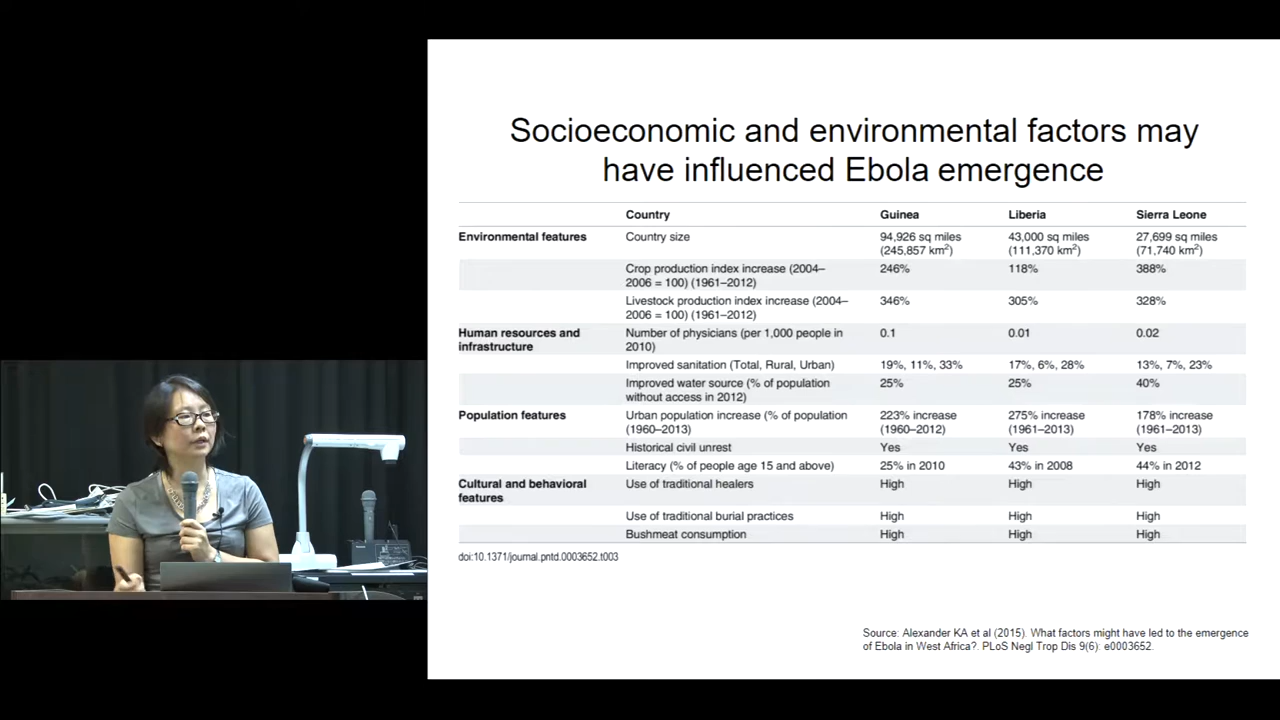 Socioeconomic and environmental factors may
have influenced Ebola emergence
Country Guinea Liberia Sierra Leone
Environmental features Country size 94,926 sq miles (245,857 km²) 43,000 sq miles (111,370 km²) 27,699 sq miles (71,740 km²)
Crop production index increase (2004–2006 = 100) (1961–2012) 246% 118% 388%
Livestock production index increase (2004–2006 = 100) (1961–2012) 346% 305% 328%
Human resources and infrastructure Number of physicians (per 1,000 people in 2010) 0.1 0.01 0.02
Improved sanitation (Total, Rural, Urban) 19%, 11%, 33% 17%, 6%, 28% 13%, 7%, 23%
Improved water source (% of population without access in 2012) 25% 25% 40%
Population features Urban population increase (% of population (1960–2013) 223% increase (1960–2012) 275% increase (1961–2013) 178% increase (1961–2013)
Historical civil unrest Yes Yes Yes
Literacy (% of people age 15 and above) 25% in 2010 43% in 2008 44% in 2012
Cultural and behavioral features Use of traditional healers High High High
Use of traditional burial practices High High High
Bushmeat consumption High High High
doi:10.1371/journal.pntd.0003652.t003
Source: Alexander KA et al (2015). What factors might have led to the emergence
of Ebola in West Africa?. PLoS Negl Trop Dis 9(6): e0003652.